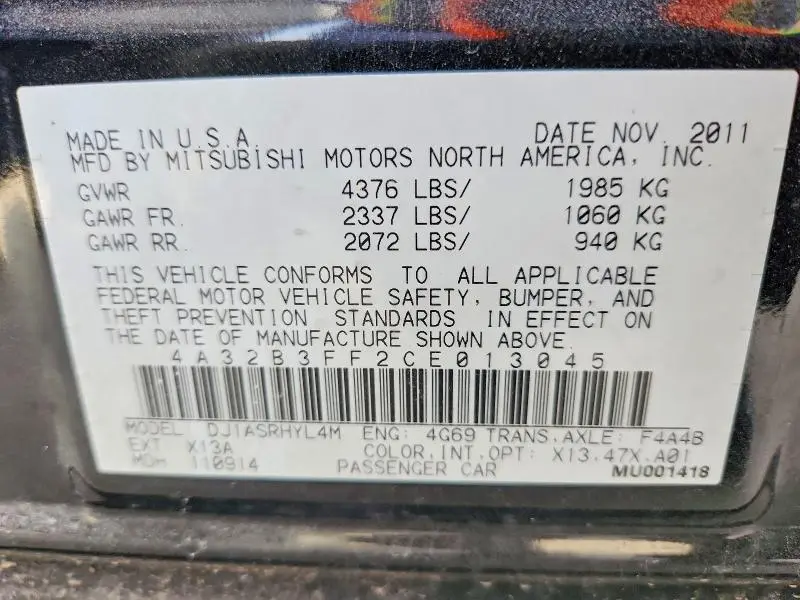 MADE IN U.S.A. DATE NOV. 2011
MFD BY MITSUBISHI MOTORS NORTH AMERICA, INC.
GVWR 4376 LBS/ 1985 KG
GAWR FR. 2337 LBS/ 1060 KG
GAWR RR. 2072 LBS/ 940 KG
THIS VEHICLE CONFORMS TO ALL APPLICABLE
FEDERAL MOTOR VEHICLE SAFETY, BUMPER, AND
THEFT PREVENTION STANDARDS IN EFFECT ON
THE DATE OF MANUFACTURE SHOWN ABOVE.
4A32B3FF2CE013045
MODEL DJ1ASRHYL4M ENG: 4G69 TRANS.AXLE: F4A4B
EXT X13A COLOR,INT,OPT: X13.47X.A01
MDH 110914 PASSENGER CAR MU001418